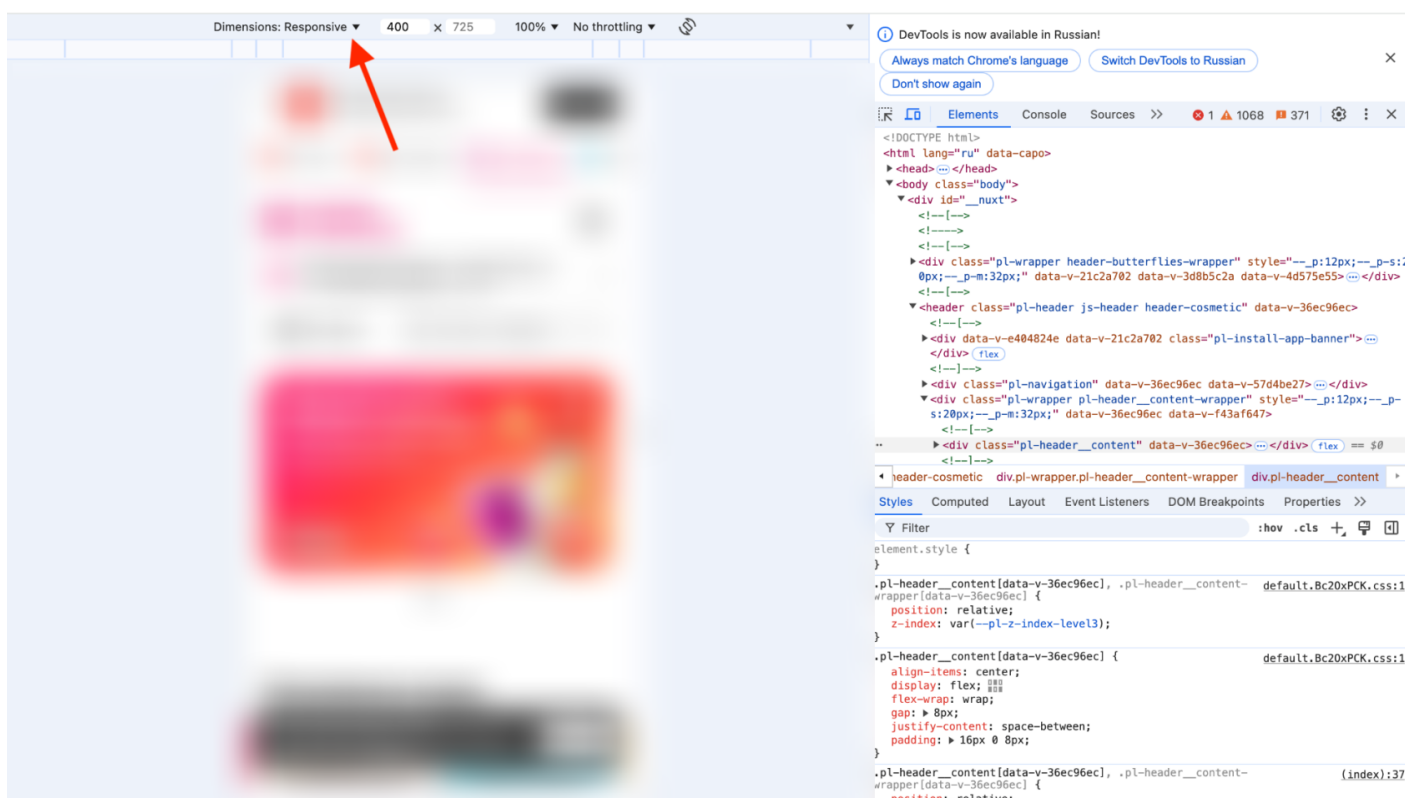 Dimensions: Responsive ▼ 400 × 725 100% ▼ No throttling ▼ ▼
DevTools is now available in Russian!
Always match Chrome's language Switch DevTools to Russian
Don't show again
Elements Console Sources >> 1 1068 371
<!DOCTYPE html>
<html lang="ru" data-capo>
▶<head>⋯</head>
▼<body class="body">
▼<div id="__nuxt">
<!--[-->
<!---->
<!--[-->
▶<div class="pl-wrapper header-butterflies-wrapper" style="--_p:12px;--_p-s:2
0px;--_p-m:32px;" data-v-21c2a702 data-v-3d8b5c2a data-v-4d575e55>⋯</div>
<!--[-->
▼<header class="pl-header js-header header-cosmetic" data-v-36ec96ec>
<!--[-->
▶<div data-v-e404824e data-v-21c2a702 class="pl-install-app-banner">⋯
</div> flex
<!--]-->
▶<div class="pl-navigation" data-v-36ec96ec data-v-57d4be27>⋯</div>
▼<div class="pl-wrapper pl-header__content-wrapper" style="--_p:12px;--_p-
s:20px;--_p-m:32px;" data-v-36ec96ec data-v-f43af647>
<!--[-->
▶<div class="pl-header__content" data-v-36ec96ec>⋯</div> flex == $0
<!--]-->
header-cosmetic div.pl-wrapper.pl-header__content-wrapper div.pl-header__content
Styles Computed Layout Event Listeners DOM Breakpoints Properties >>
Filter :hov .cls +
element.style {
}
.pl-header__content[data-v-36ec96ec], .pl-header__content- default.Bc2OxPCK.css:1
wrapper[data-v-36ec96ec] {
position: relative;
z-index: var(--pl-z-index-level3);
}
.pl-header__content[data-v-36ec96ec] { default.Bc2OxPCK.css:1
align-items: center;
display: flex;
flex-wrap: wrap;
gap: ▶ 8px;
justify-content: space-between;
padding: ▶ 16px 0 8px;
}
.pl-header__content[data-v-36ec96ec], .pl-header__content- (index):37
wrapper[data-v-36ec96ec] {
position: relative;